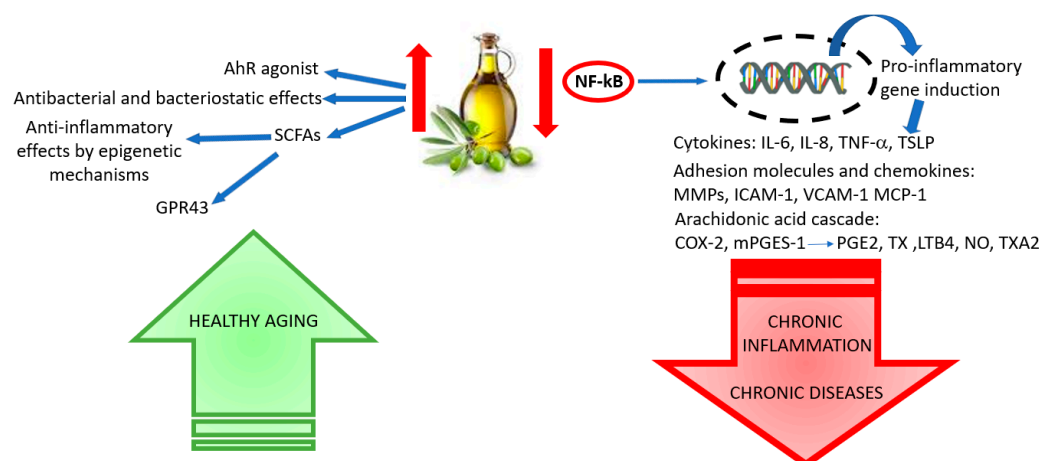 AhR agonist
Antibacterial and bacteriostatic effects
Anti-inflammatory
effects by epigenetic
mechanisms
SCFAs
GPR43
HEALTHY AGING
NF-kB
Pro-inflammatory
gene induction
Cytokines: IL-6, IL-8, TNF-α, TSLP
Adhesion molecules and chemokines:
MMPs, ICAM-1, VCAM-1 MCP-1
Arachidonic acid cascade:
COX-2, mPGES-1 PGE2, TX ,LTB4, NO, TXA2
CHRONIC
INFLAMMATION
CHRONIC DISEASES